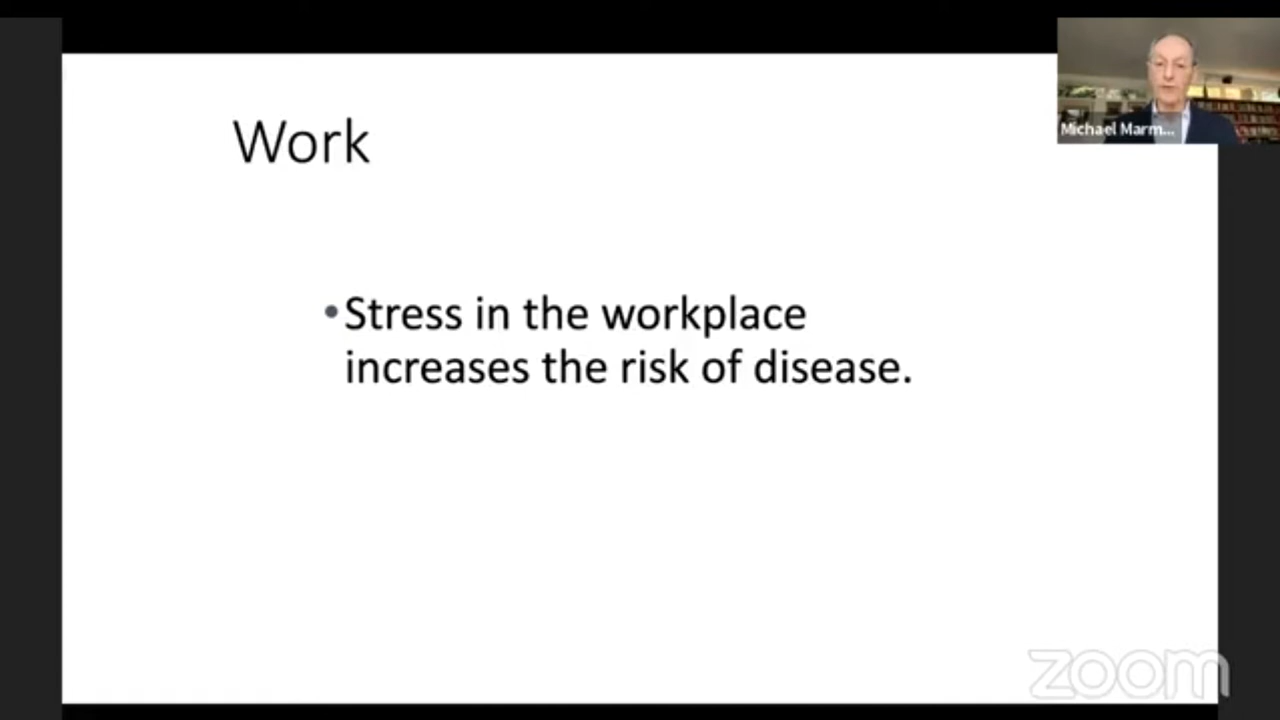 Work
Michael Marm...
•Stress in the workplace
increases the risk of disease.
zoom